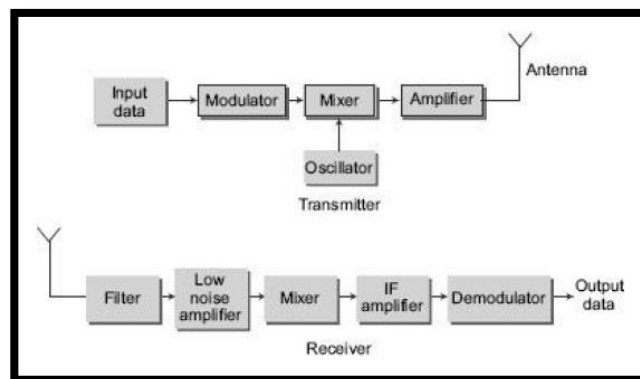 Antenna
Input
data
Modulator
Mixer
Amplifier
Oscillator
Transmitter
Filter
Low
noise
amplifier
Mixer
IF
amplifier
Demodulator
Output
data
Receiver